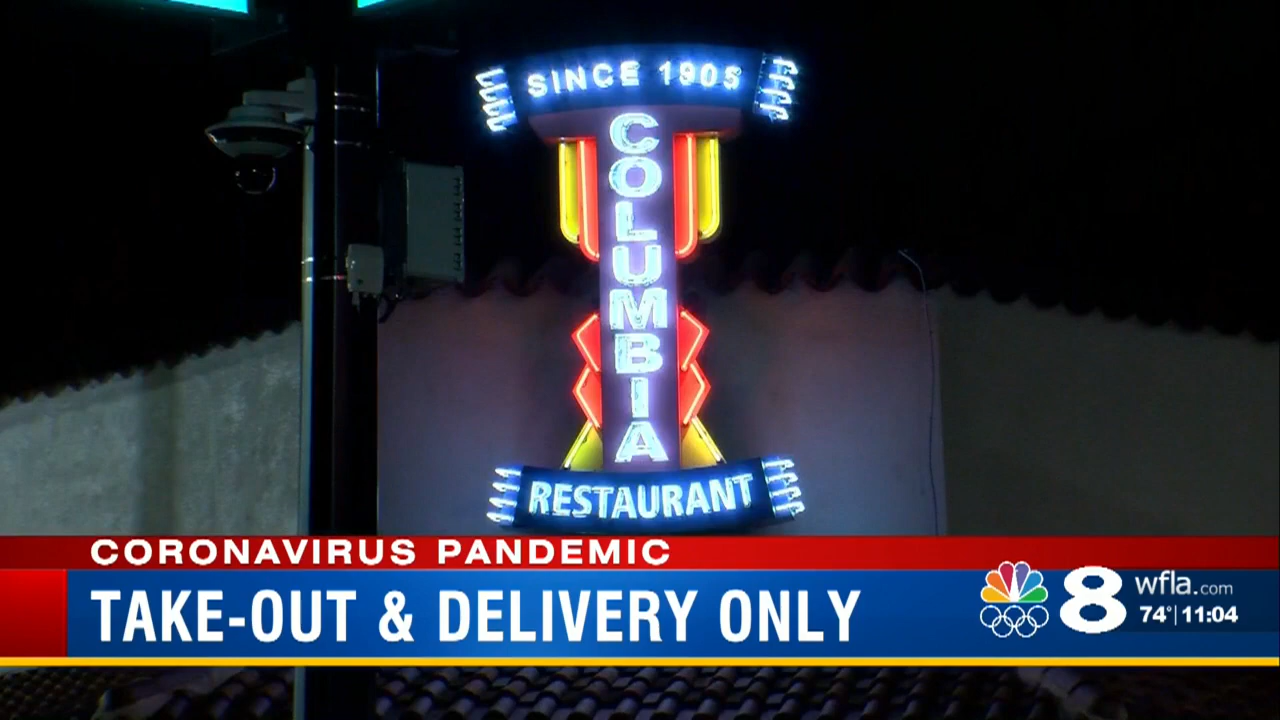 SINCE 1905
COLUMBIA
RESTAURANT
CORONAVIRUS PANDEMIC
TAKE-OUT & DELIVERY ONLY
8
wfla.com
74° | 11:04